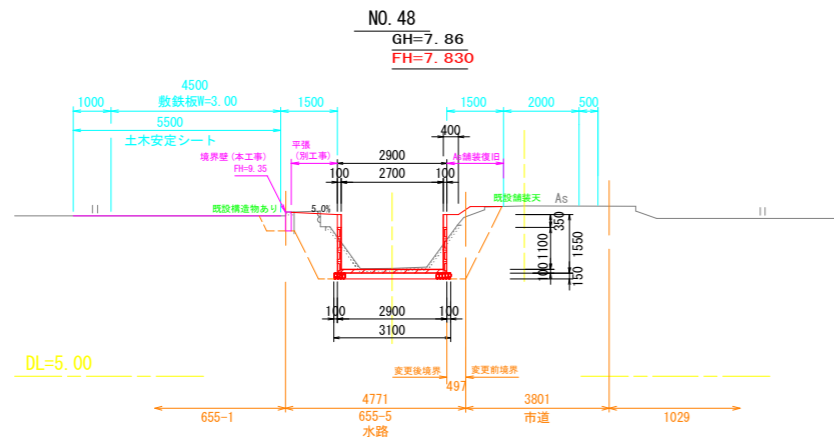 NO.48
GH=7.86
FH=7.830
4500
1000
敷鉄板W=3.00
1500
1500
2000
500
5500
土木安定シート
平張
(別工事)
400
境界壁(本工事)
FH=9.35
2900
As舗装復旧
100
2700
100
既設構造物あり
5.0%
既設舗装天
As
350
1100
1550
100
150
100
2900
100
3100
DL=5.00
変更後境界
変更前境界
497
4771
3801
655-1
655-5
市道
1029
水路